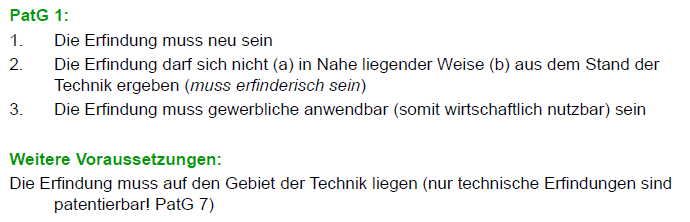 PatG 1:
1. Die Erfindung muss neu sein
2. Die Erfindung darf sich nicht (a) in Nahe liegender Weise (b) aus dem Stand der
Technik ergeben (muss erfinderisch sein)
3. Die Erfindung muss gewerbliche anwendbar (somit wirtschaftlich nutzbar) sein
Weitere Voraussetzungen:
Die Erfindung muss auf den Gebiet der Technik liegen (nur technische Erfindungen sind
patentierbar! PatG 7)